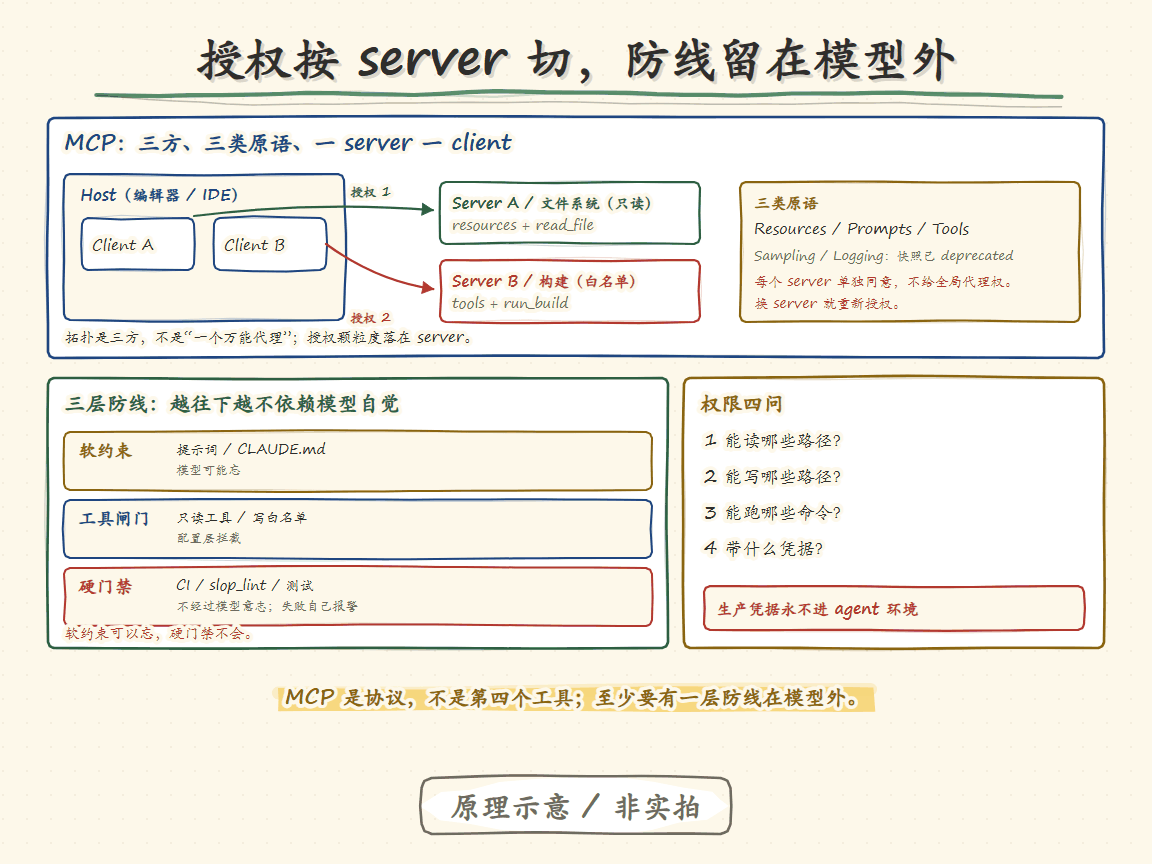 授权按 server 切，防线留在模型外
MCP：三方、三类原语、一 server 一 client
Host（编辑器 / IDE）
Client A
Client B
授权 1
授权 2
Server A / 文件系统（只读）
resources + read_file
Server B / 构建（白名单）
tools + run_build
三类原语
Resources / Prompts / Tools
Sampling / Logging：快照已 deprecated
每个 server 单独同意，不给全局代理权。
换 server 就重新授权。
拓扑是三方，不是“一个万能代理”；授权颗粒度落在 server。
三层防线：越往下越不依赖模型自觉
软约束
提示词 / CLAUDE.md
模型可能忘
工具闸门
只读工具 / 写白名单
配置层拦截
硬门禁
CI / slop_lint / 测试
不经过模型意志；失败自己报警
软约束可以忘，硬门禁不会。
权限四问
1 能读哪些路径?
2 能写哪些路径?
3 能跑哪些命令?
4 带什么凭据?
生产凭据永不进 agent 环境
MCP 是协议，不是第四个工具；至少要有一层防线在模型外。
原理示意 / 非实拍